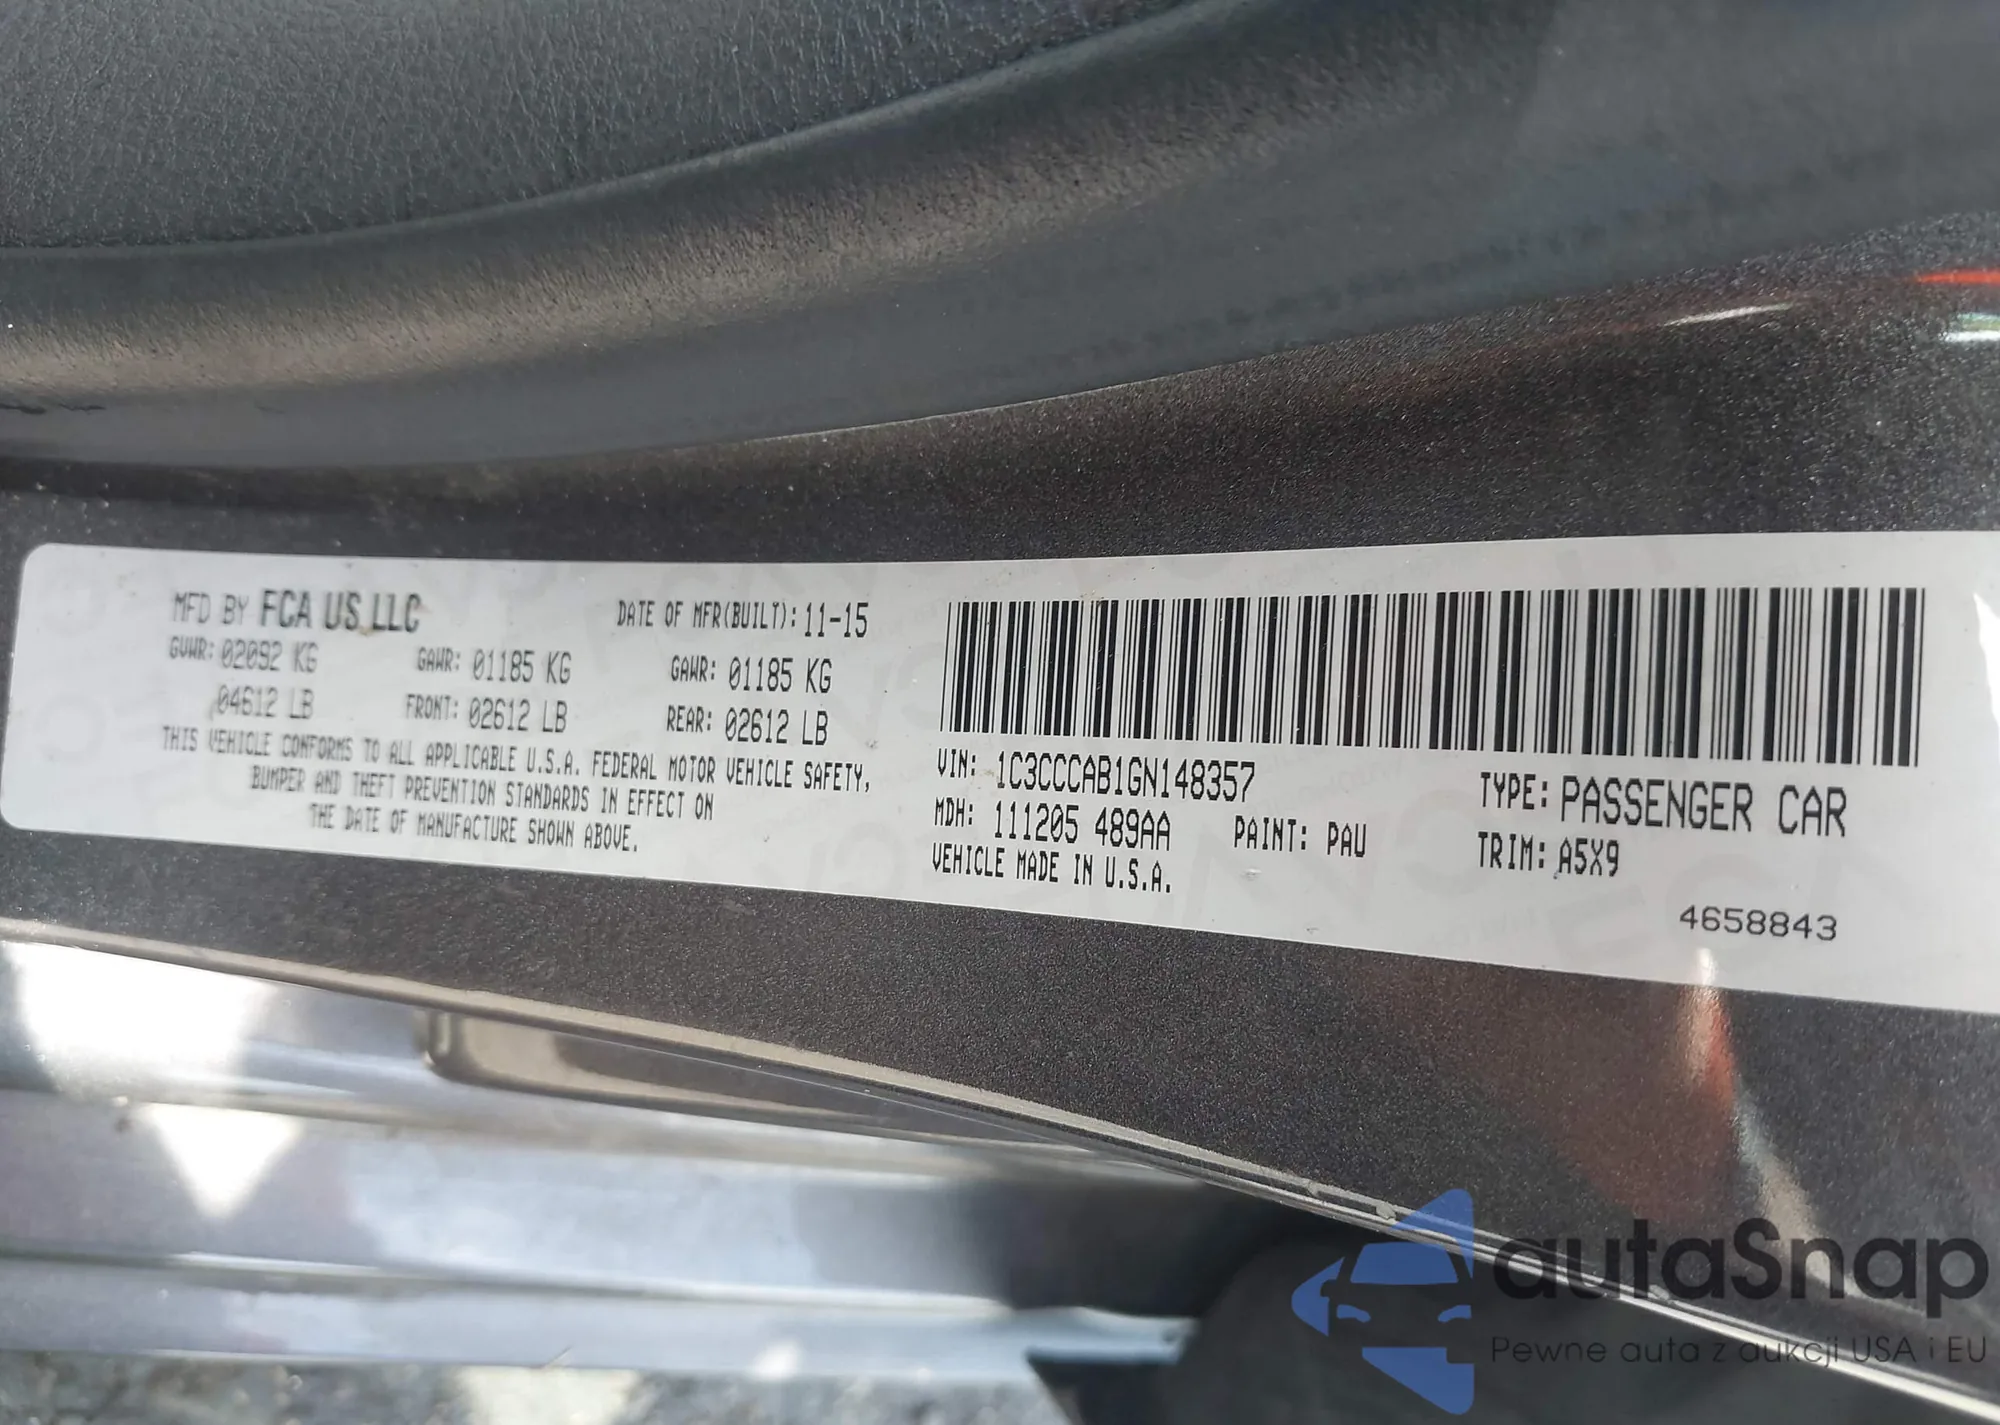 MFD BY FCA US LLC DATE OF MFR(BUILT): 11-15
GVWR: 02092 KG GAWR: 01185 KG GAWR: 01185 KG
04612 LB FRONT: 02612 LB REAR: 02612 LB
THIS VEHICLE CONFORMS TO ALL APPLICABLE U.S.A. FEDERAL MOTOR VEHICLE SAFETY,
BUMPER AND THEFT PREVENTION STANDARDS IN EFFECT ON
THE DATE OF MANUFACTURE SHOWN ABOVE.
VIN: 1C3CCCAB1GN148357 TYPE: PASSENGER CAR
MDH: 111205 489AA PAINT: PAU TRIM: A5X9
VEHICLE MADE IN U.S.A.
4658843
autaSnap
Pewne auta z aukcji USA i EU